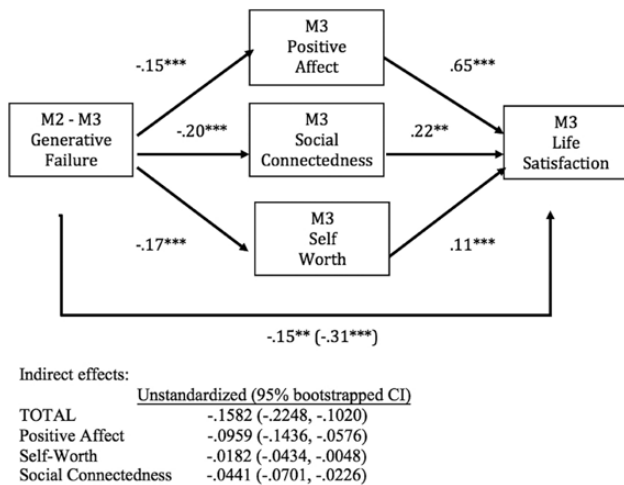 M3
Positive
Affect
-.15***
.65***
M2 - M3
Generative
Failure
-.20***
M3
Social
Connectedness
.22**
M3
Life
Satisfaction
-.17***
M3
Self
Worth
.11***
-.15** (-.31***)
Indirect effects:
Unstandardized (95% bootstrapped CI)
TOTAL -.1582 (-.2248, -.1020)
Positive Affect -.0959 (-.1436, -.0576)
Self-Worth -.0182 (-.0434, -.0048)
Social Connectedness -.0441 (-.0701, -.0226)